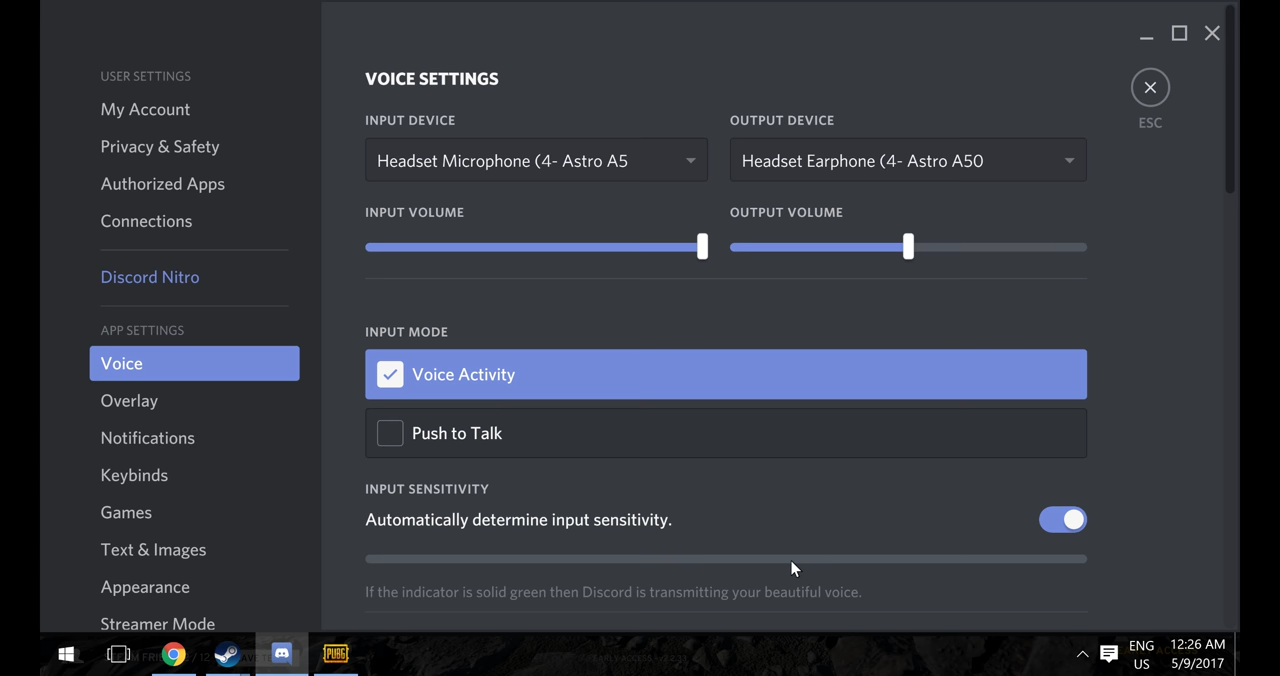 USER SETTINGS
My Account
Privacy & Safety
Authorized Apps
Connections
Discord Nitro
APP SETTINGS
Voice
Overlay
Notifications
Keybinds
Games
Text & Images
Appearance
Streamer Mode
VOICE SETTINGS
ESC
INPUT DEVICE
OUTPUT DEVICE
Headset Microphone (4- Astro A5
Headset Earphone (4- Astro A50
INPUT VOLUME
OUTPUT VOLUME
INPUT MODE
Voice Activity
Push to Talk
INPUT SENSITIVITY
Automatically determine input sensitivity.
If the indicator is solid green then Discord is transmitting your beautiful voice.
PUBG
ENG
US
12:26 AM
5/9/2017